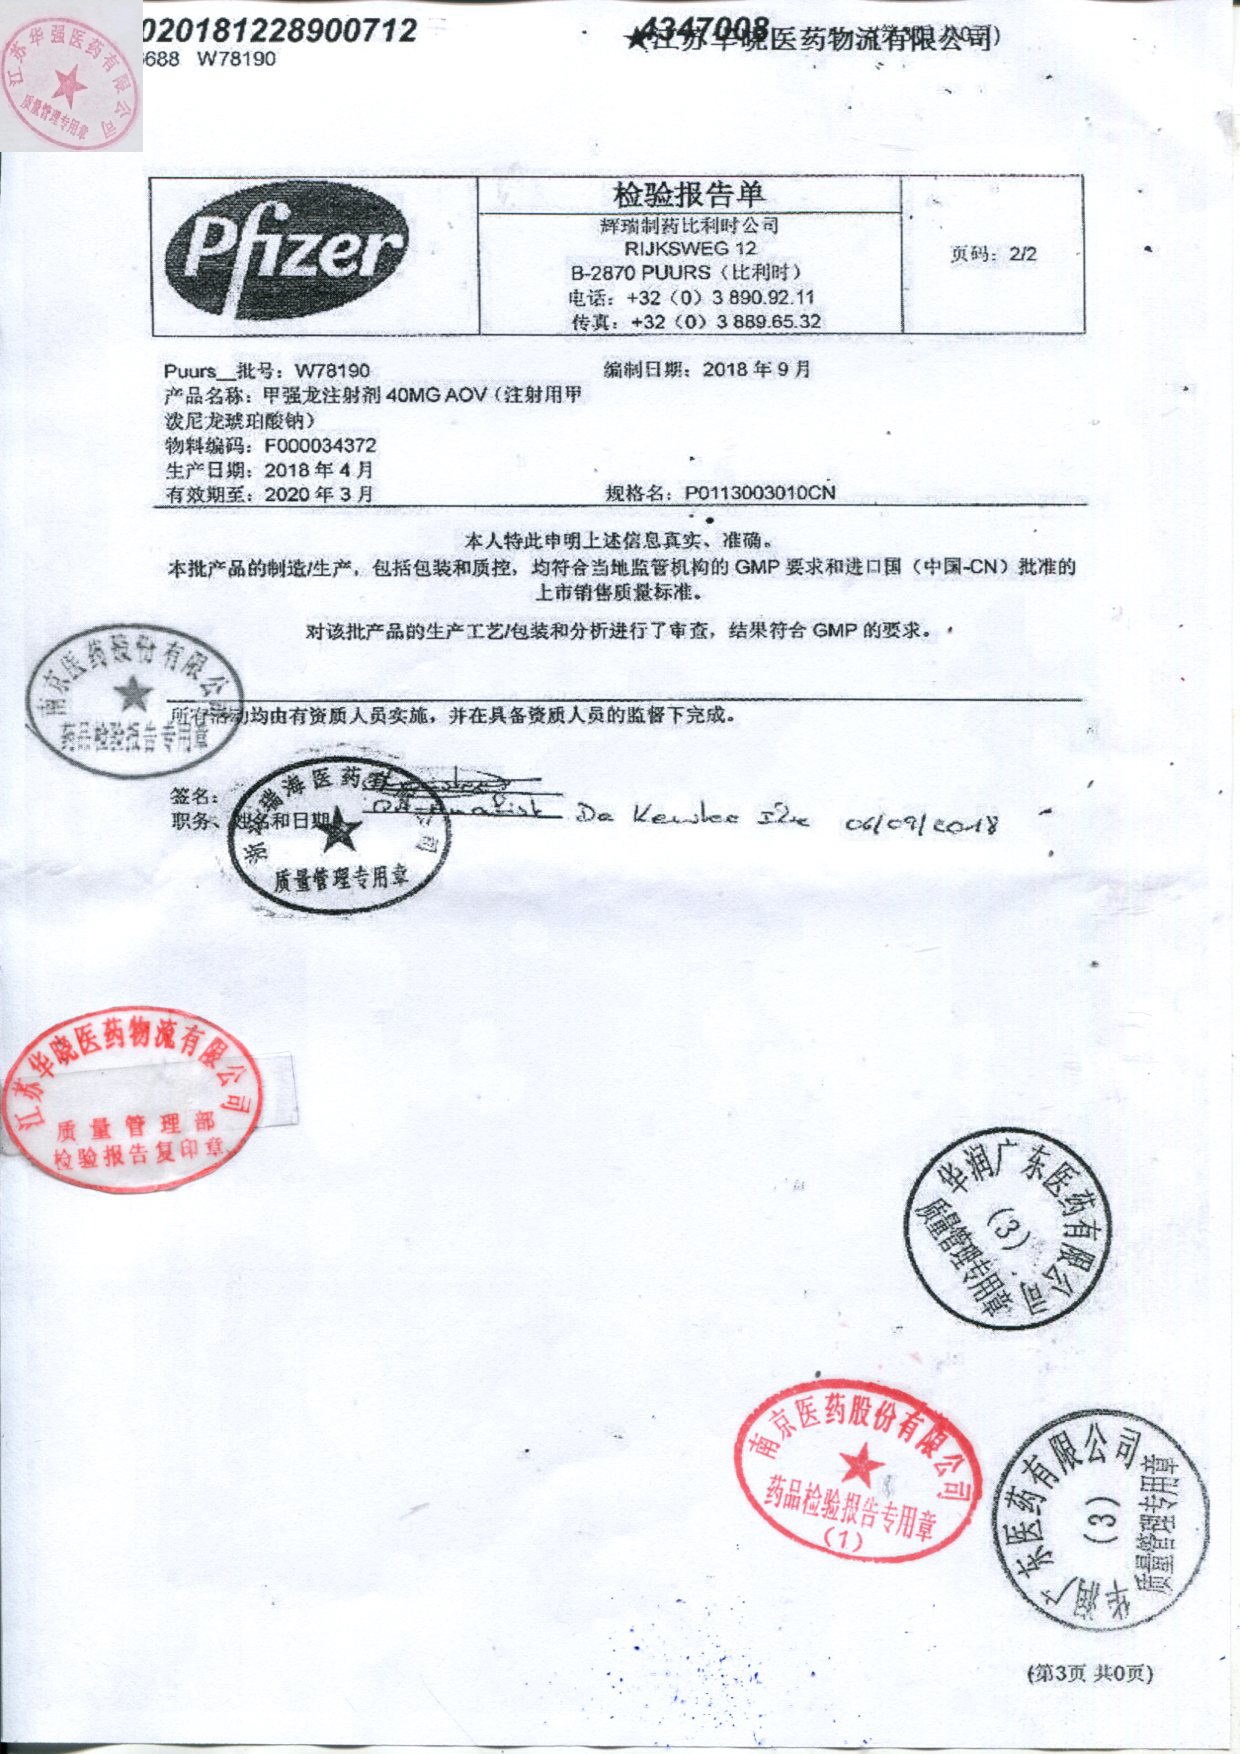 020181228900712
4347008
★江苏华晓医药物流有限公司
688 W78190
江苏华强医药有限公司
质量管理专用章
Pfizer
检验报告单
辉瑞制药比利时公司
RIJKSWEG 12
B-2870 PUURS（比利时）
电话：+32（0）3 890.92.11
传真：+32（0）3 889.65.32
页码：2/2
Puurs__批号：W78190
编制日期：2018 年 9 月
产品名称：甲强龙注射剂 40MG AOV（注射用甲
泼尼龙琥珀酸钠）
物料编码：F000034372
生产日期：2018 年 4 月
有效期至：2020 年 3 月
规格名：P0113003010CN
本人特此申明上述信息真实、准确。
本批产品的制造/生产，包括包装和质控，均符合当地监管机构的 GMP 要求和进口国（中国-CN）批准的
上市销售质量标准。
对该批产品的生产工艺/包装和分析进行了审查，结果符合 GMP 的要求。
南京医药股份有限公司
药品检验报告专用章
所有活动均由有资质人员实施，并在具备资质人员的监督下完成。
签名：
职务、姓名和日期
06/09/2018
浙江瑞海医药有限公司
质量管理专用章
江苏华晓医药物流有限公司
质量管理部
检验报告复印章
华润广东医药有限公司
(3)
质量管理专用章
南京医药股份有限公司
药品检验报告专用章
(1)
华润广东医药有限公司
(3)
质量管理专用章
(第3页 共0页)